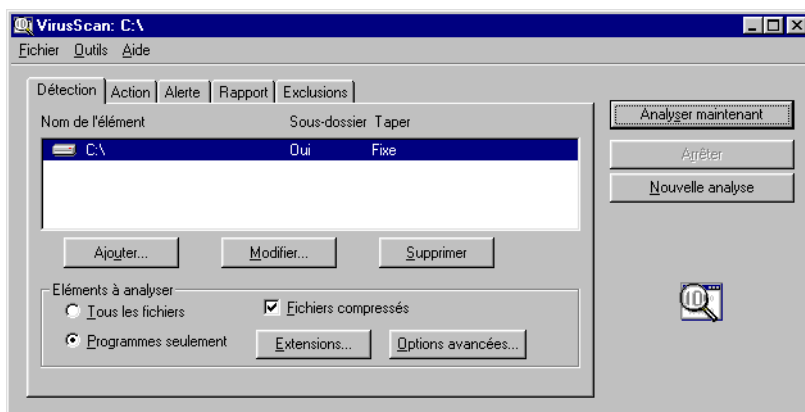 VirusScan: C:\
Fichier Outils Aide
Détection Action Alerte Rapport Exclusions
Nom de l'élément Sous-dossier Taper
C:\ Oui Fixe
Ajouter... Modifier... Supprimer
Eléments à analyser
Tous les fichiers Fichiers compressés
Programmes seulement Extensions... Options avancées...
Analyser maintenant
Arrêter
Nouvelle analyse